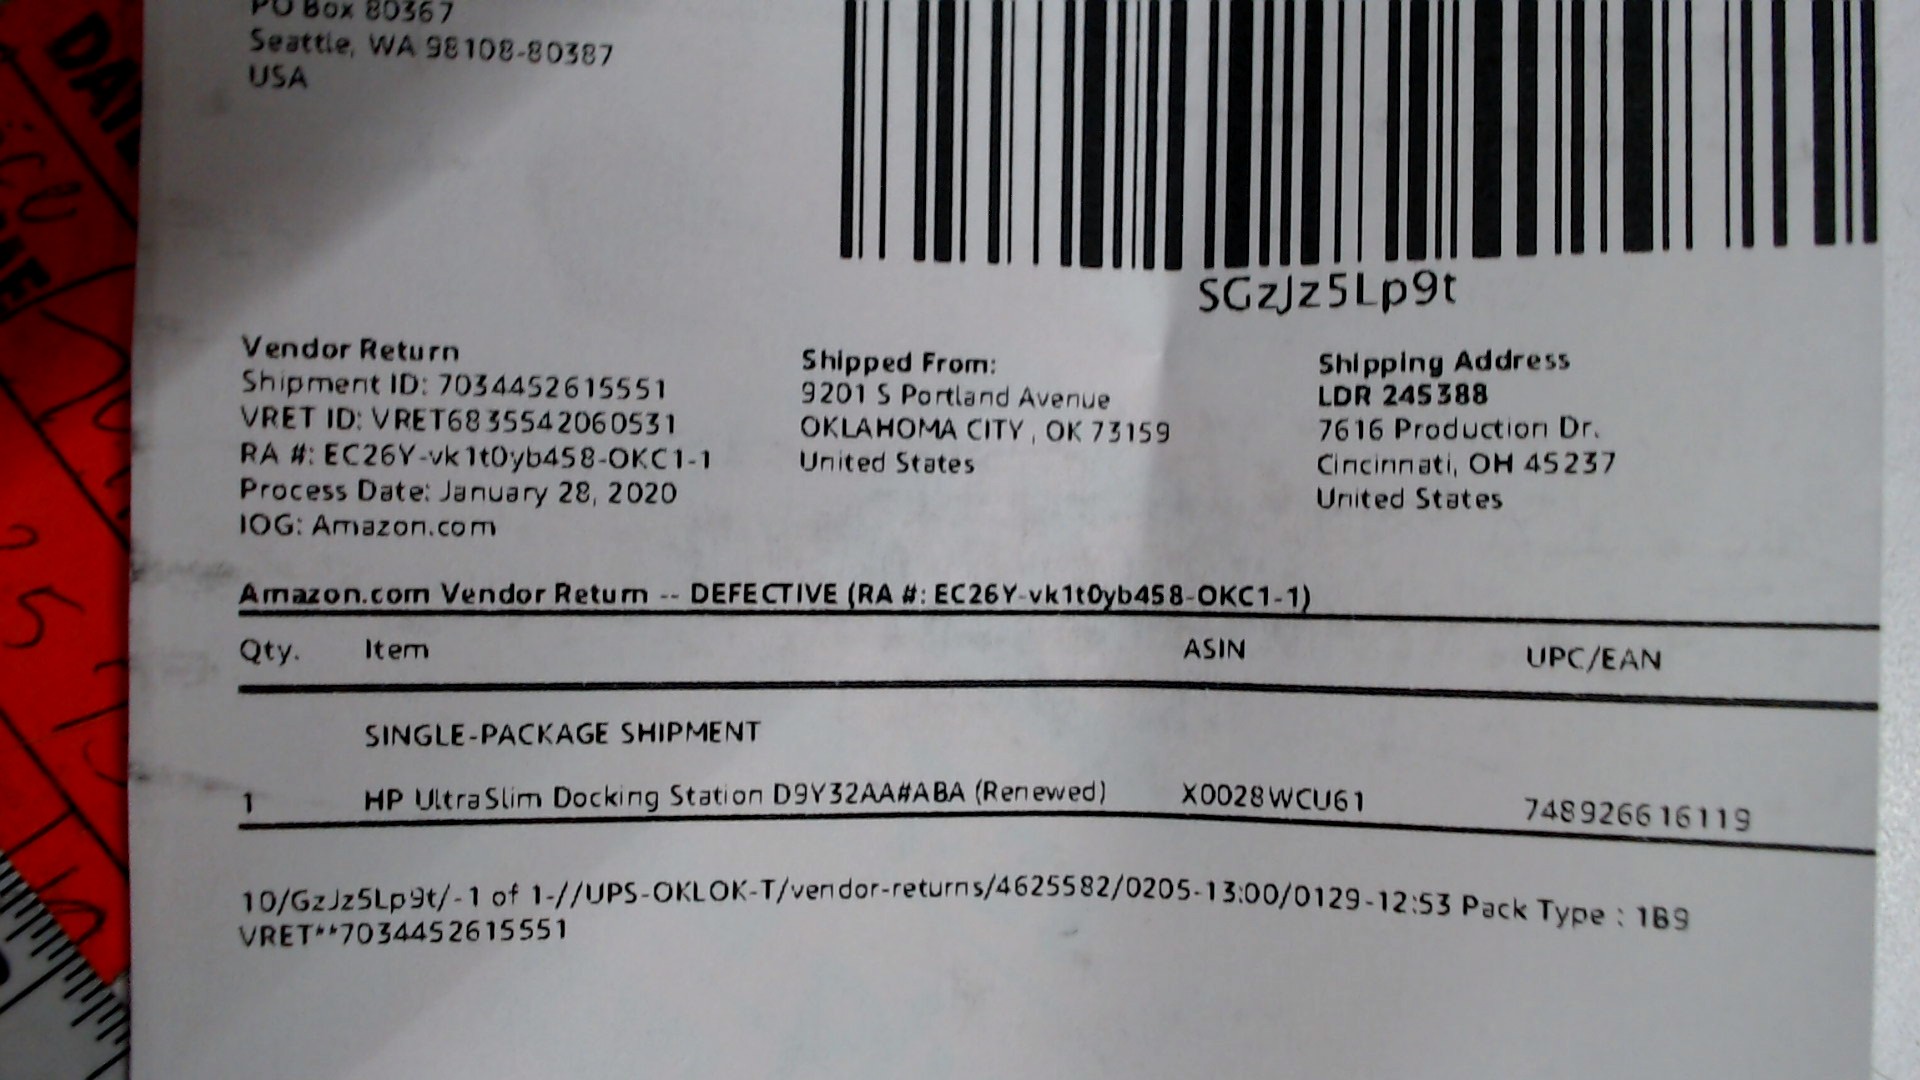 PO Box 80367
Seattle, WA 98108-80387
USA
SGzJz5Lp9t
Vendor Return
Shipment ID: 7034452615551
VRET ID: VRET6835542060531
RA #: EC26Y-vk1t0yb458-OKC1-1
Process Date: January 28, 2020
IOG: Amazon.com
Shipped From:
9201 S Portland Avenue
OKLAHOMA CITY , OK 73159
United States
Shipping Address
LDR 245388
7616 Production Dr.
Cincinnati, OH 45237
United States
Amazon.com Vendor Return -- DEFECTIVE (RA #: EC26Y-vk1t0yb458-OKC1-1)
Qty. Item ASIN UPC/EAN
SINGLE-PACKAGE SHIPMENT
1 HP UltraSlim Docking Station D9Y32AA#ABA (Renewed) X0028WCU61 748926616119
10/GzJz5Lp9t/-1 of 1-//UPS-OKLOK-T/vendor-returns/4625582/0205-13:00/0129-12:53 Pack Type : 1B9
VRET**7034452615551